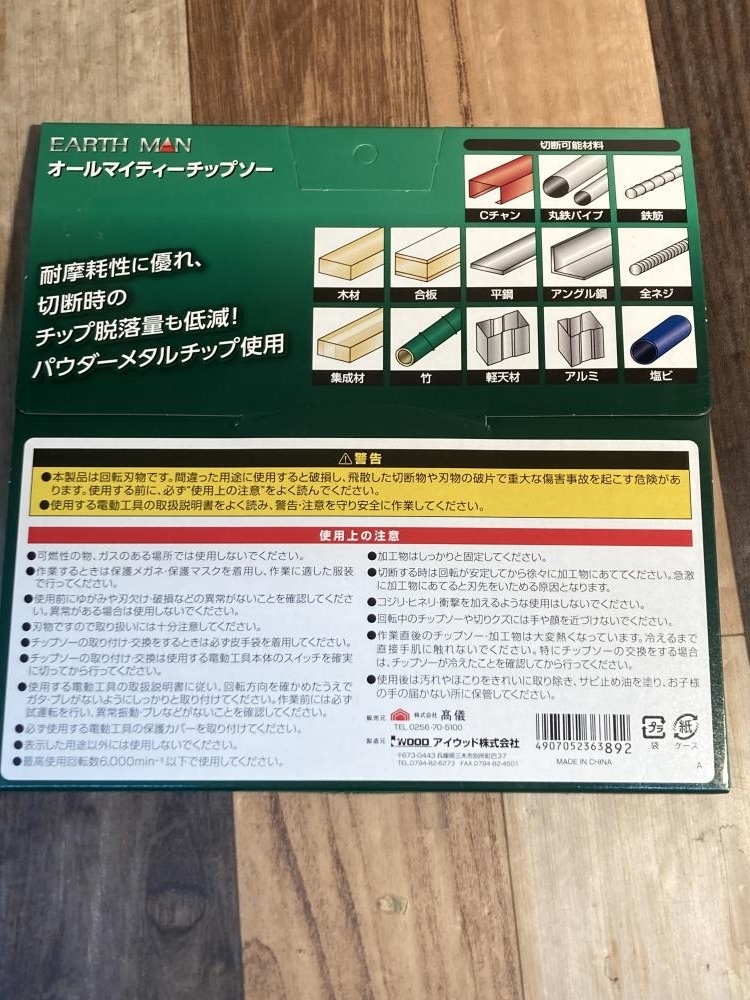 EARTH MAN
オールマイティーチップソー
耐摩耗性に優れ、
切断時の
チップ脱落量も低減!
パウダーメタルチップ使用
切断可能材料
Cチャン
丸鉄パイプ
鉄筋
木材
合板
平鋼
アングル鋼
全ネジ
集成材
竹
軽天材
アルミ
塩ビ
⚠警告
●本製品は回転刃物です。間違った用途に使用すると破損し、飛散した切断物や刃物の破片で重大な傷害事故を起こす危険があ
ります。使用する前に、必ず"使用上の注意"をよく読んでください。
●使用する電動工具の取扱説明書をよく読み、警告・注意を守り安全に作業してください。
使用上の注意
●可燃性の物、ガスのある場所では使用しないでください。
●作業するときは保護メガネ・保護マスクを着用し、作業に適した服装
で行ってください。
●使用前にゆがみや刃欠け・破損などの異常がないことを確認してくださ
い。異常がある場合は使用しないでください。
●刃物ですので取り扱いには十分注意してください。
●チップソーの取り付け・交換をするときは必ず皮手袋を着用してください。
●チップソーの取り付け・交換は使用する電動工具本体のスイッチを確実
に切ってから行ってください。
●使用する電動工具の取扱説明書に従い、回転方向を確かめたうえで
ガタ・ブレがないようにしっかりと取り付けてください。作業前には必ず
試運転を行い、異常振動・ブレなどがないことを確認してください。
●必ず使用する電動工具の保護カバーを取り付けてください。
●表示した用途以外には使用しないでください。
●最高使用回転数6,000min⁻¹以下で使用してください。
●加工物はしっかりと固定してください。
●切断する時は回転が安定してから徐々に加工物にあててください。急激
に加工物にあてると刃先をいためる原因となります。
●コジリ・ヒネリ・衝撃を加えるような使用はしないでください。
●回転中のチップソーや切りクズには手や顔を近づけないでください。
●作業直後のチップソー・加工物は大変熱くなっています。冷えるまで
直接手肌に触れないでください。特にチップソーの交換をする場合
は、チップソーが冷えたことを確認してから行ってください。
●使用後は汚れやほこりをきれいに取り除き、サビ止め油を塗り、お子様
の手の届かない所に保管してください。
販売元 株式会社 髙儀
TEL 0256-70-5100
製造元 WOOD アイウッド株式会社
〒673-0443 兵庫県三木市別所町巴37
TEL.0794-82-6273 FAX.0794-82-4501
4907052363892
MADE IN CHINA
プラ
袋
紙
ケース
A